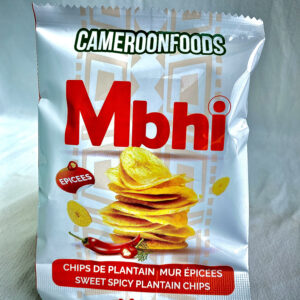 CAMEROONFOODS
Mbhi
EPICEES
CHIPS DE PLANTAIN MUR ÉPICEES
SWEET SPICY PLANTAIN CHIPS